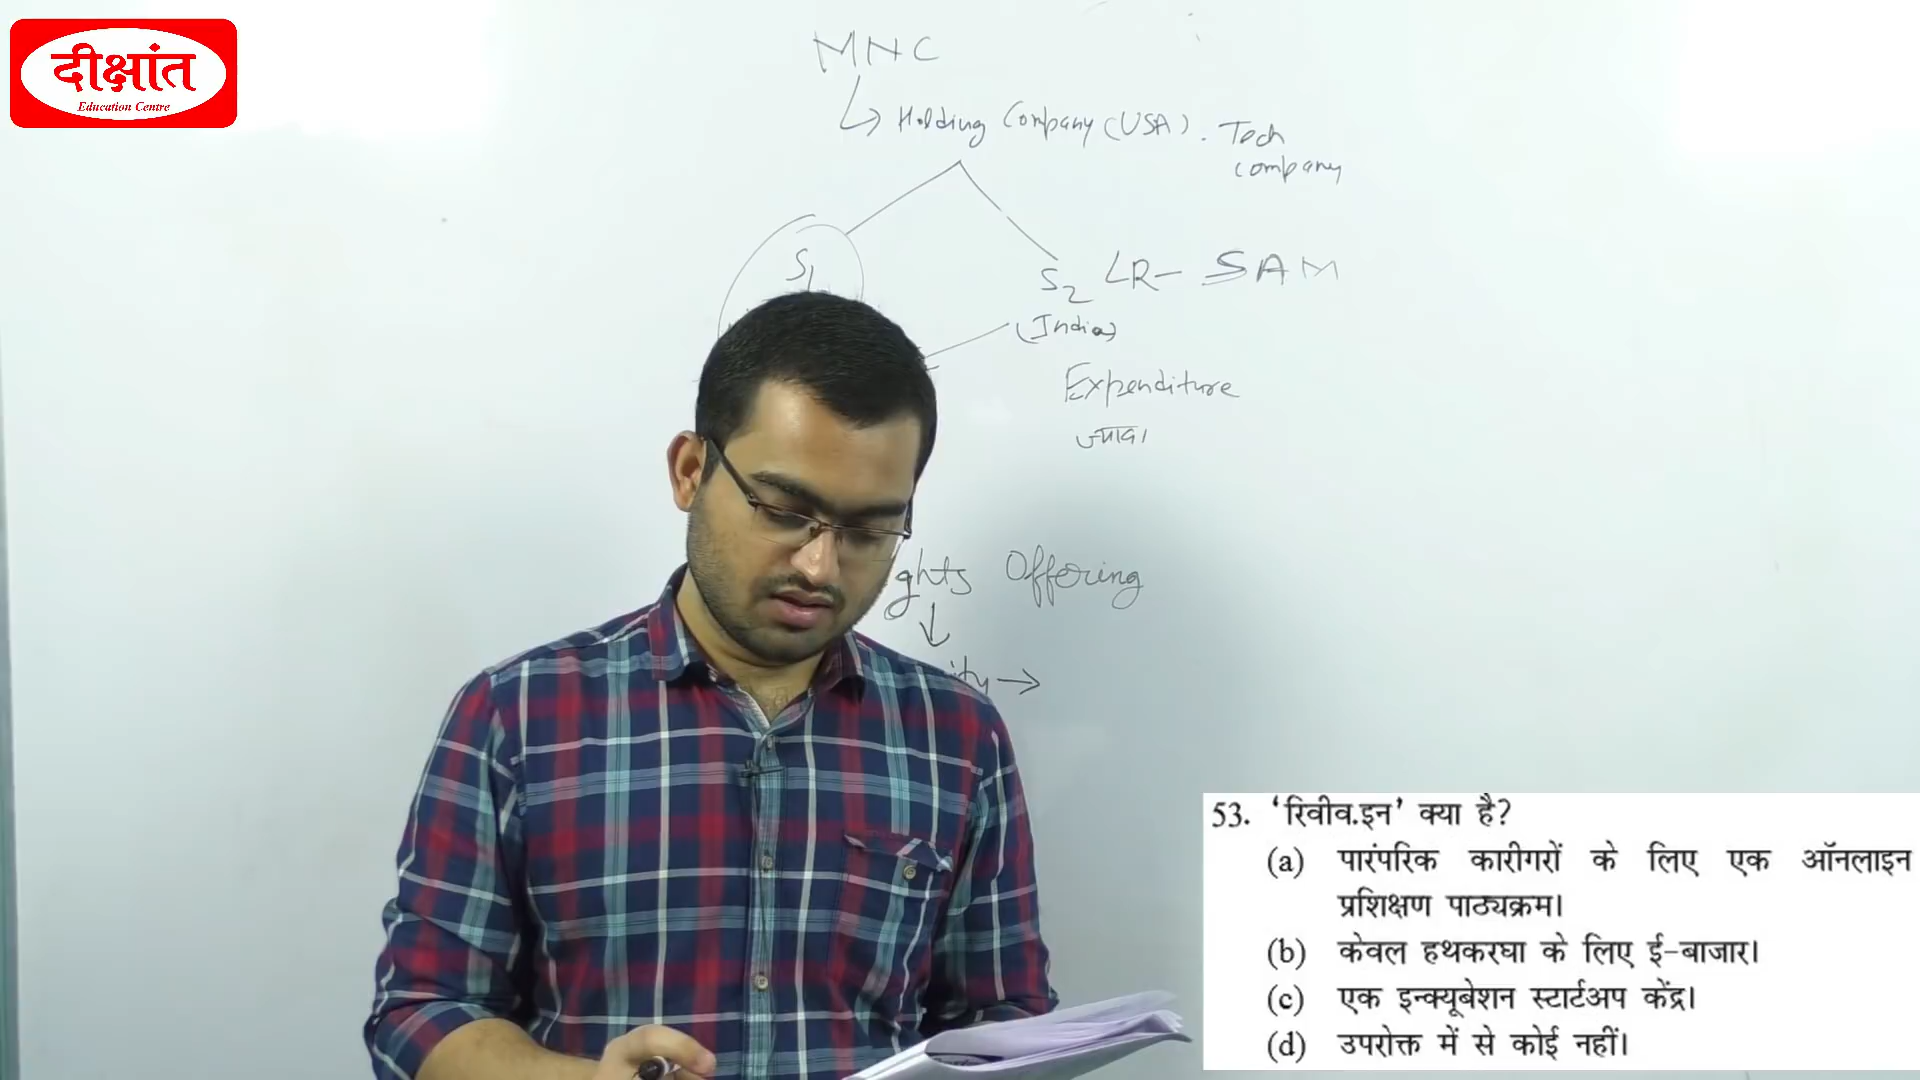 दीक्षांत
Education Centre
MNC
Holding Company (USA). Tech
company
S1
S2 LR- SAM
(India)
Expenditure
ghts Offering
ity →
53. ‘रिवीव.इन’ क्या है?
(a) पारंपरिक कारीगरों के लिए एक ऑनलाइन
प्रशिक्षण पाठ्यक्रम।
(b) केवल हथकरघा के लिए ई-बाजार।
(c) एक इन्क्यूबेशन स्टार्टअप केंद्र।
(d) उपरोक्त में से कोई नहीं।